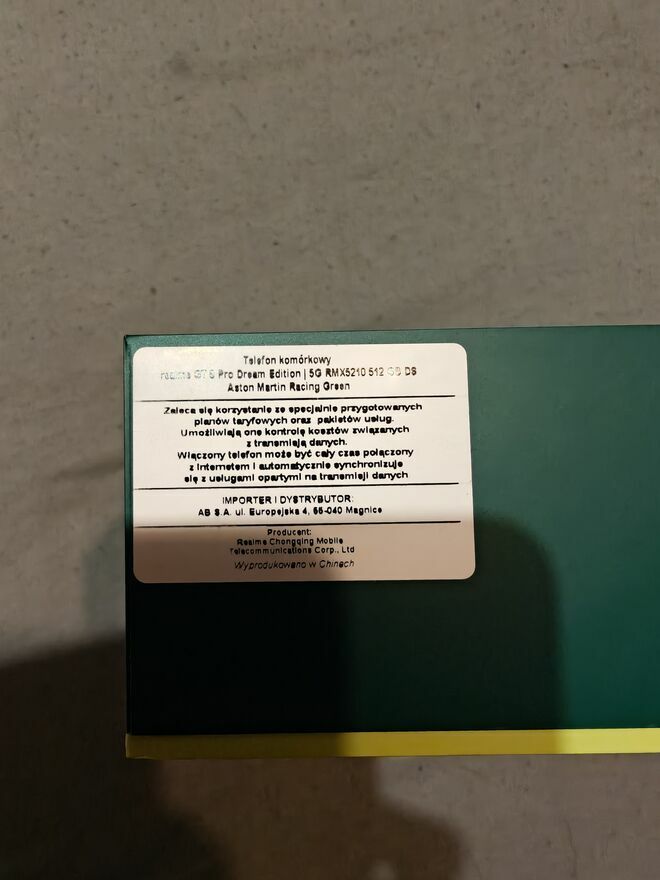 Telefon komórkowy
realme GT 8 Pro Dream Edition | 5G RMX5210 512 GB DS
Aston Martin Racing Green
Zaleca się korzystanie ze specjalnie przygotowanych
planów taryfowych oraz pakietów usług.
Umożliwiają one kontrolę kosztów związanych
z transmisją danych.
Włączony telefon może być cały czas połączony
z Internetem i automatycznie synchronizuje
się z usługami opartymi na transmisji danych
IMPORTER I DYSTRYBUTOR:
AB S.A. ul. Europejska 4, 55-040 Magnice
Producent:
Realme Chongqing Mobile
Telecommunications Corp., Ltd
Wyprodukowano w Chinach